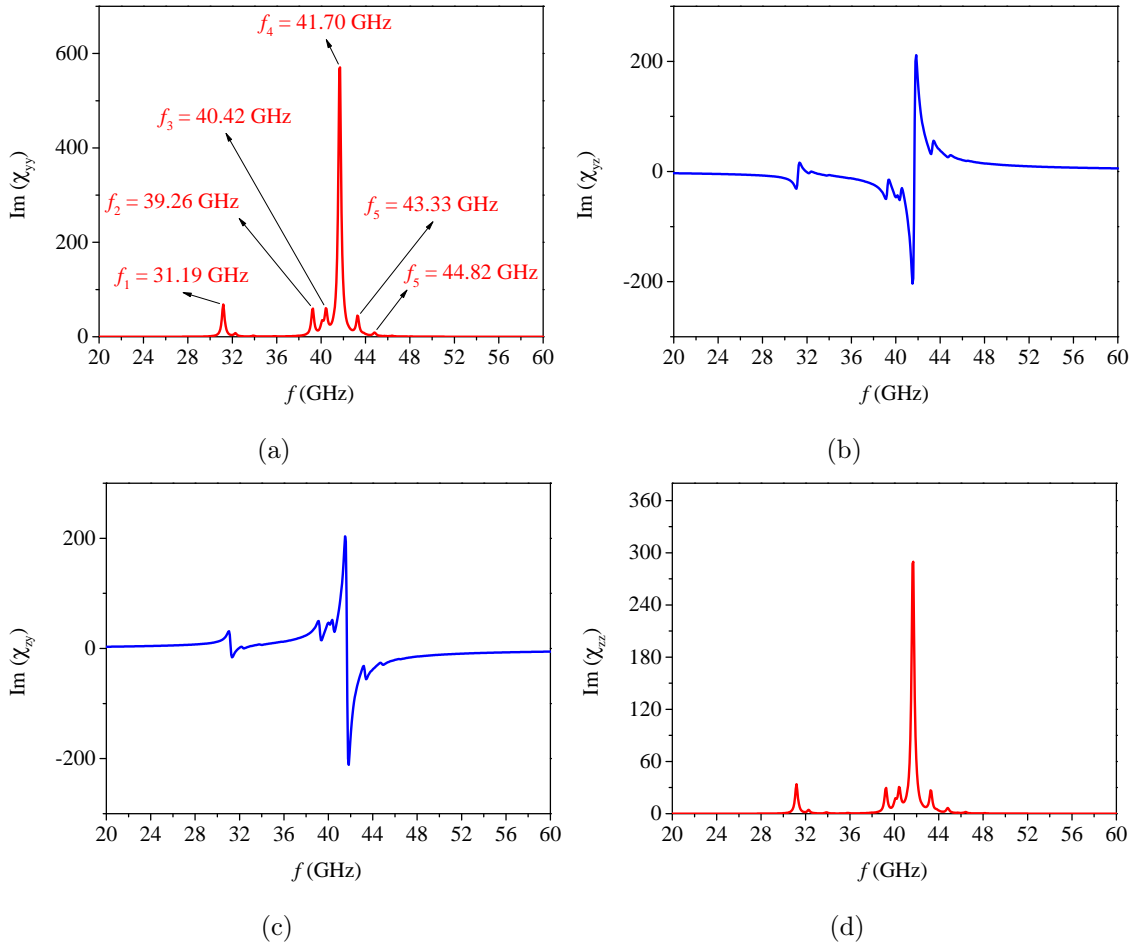 f₄ = 41.70 GHz
f₃ = 40.42 GHz
f₂ = 39.26 GHz
f₅ = 43.33 GHz
f₁ = 31.19 GHz
f₅ = 44.82 GHz
Im (χyy)
600
400
200
0
20 24 28 32 36 40 44 48 52 56 60
f (GHz)
(a)
Im (χyz)
200
0
-200
20 24 28 32 36 40 44 48 52 56 60
f (GHz)
(b)
Im (χzy)
200
0
-200
20 24 28 32 36 40 44 48 52 56 60
f (GHz)
(c)
Im (χzz)
360
300
240
180
120
60
0
20 24 28 32 36 40 44 48 52 56 60
f (GHz)
(d)